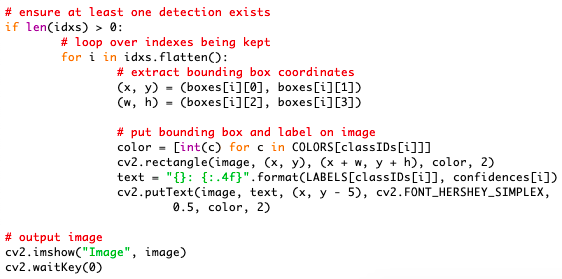 # ensure at least one detection exists
if len(idxs) > 0:
        # loop over indexes being kept
        for i in idxs.flatten():
                # extract bounding box coordinates
                (x, y) = (boxes[i][0], boxes[i][1])
                (w, h) = (boxes[i][2], boxes[i][3])

                # put bounding box and label on image
                color = [int(c) for c in COLORS[classIDs[i]]]
                cv2.rectangle(image, (x, y), (x + w, y + h), color, 2)
                text = "{}: {:.4f}".format(LABELS[classIDs[i]], confidences[i])
                cv2.putText(image, text, (x, y - 5), cv2.FONT_HERSHEY_SIMPLEX,
                        0.5, color, 2)

# output image
cv2.imshow("Image", image)
cv2.waitKey(0)